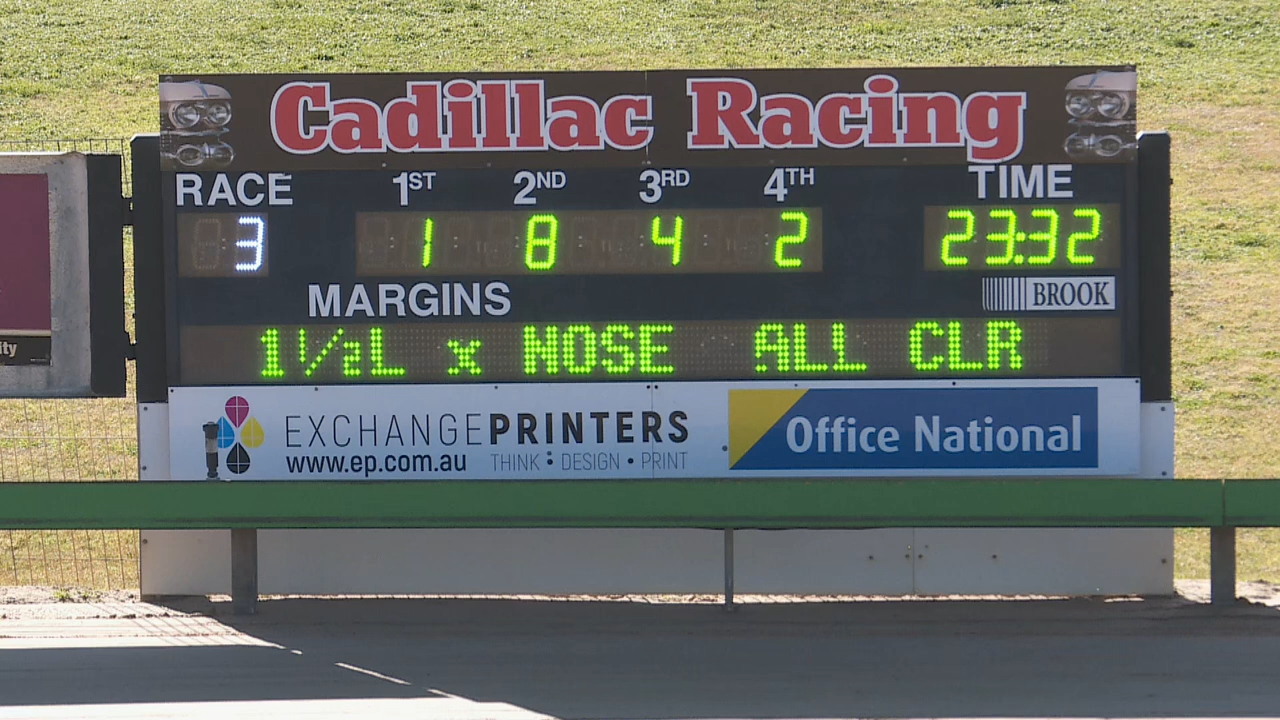 Cadillac Racing
RACE 1ST 2ND 3RD 4TH TIME
3 1 8 4 2 23:32
MARGINS BROOK
1½L x NOSE ALL CLR
ity
EXCHANGEPRINTERS
www.ep.com.au THINK • DESIGN • PRINT
Office National